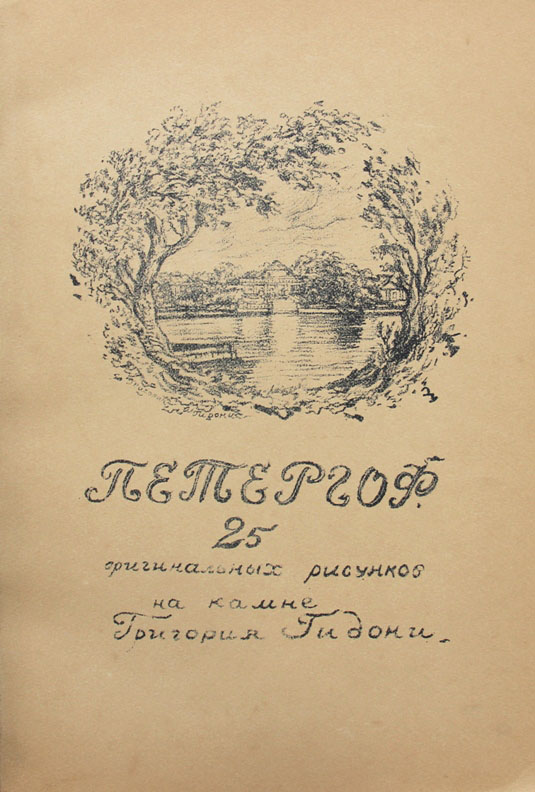 Гидони
ПЕТЕРГОФ.
25
оригинальных рисунков
на камне
Григория Гидони.